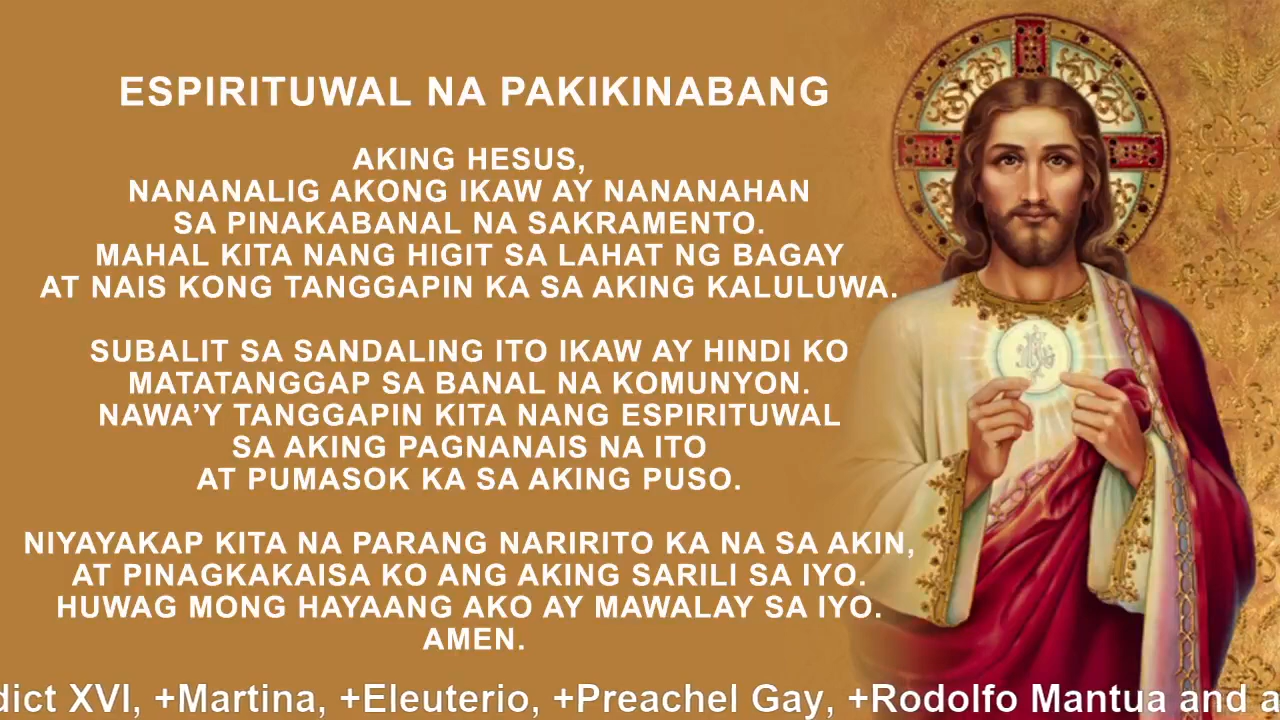 ESPIRITUWAL NA PAKIKINABANG
AKING HESUS,
NANANALIG AKONG IKAW AY NANANAHAN
SA PINAKABANAL NA SAKRAMENTO.
MAHAL KITA NANG HIGIT SA LAHAT NG BAGAY
AT NAIS KONG TANGGAPIN KA SA AKING KALULUWA.
SUBALIT SA SANDALING ITO IKAW AY HINDI KO
MATATANGGAP SA BANAL NA KOMUNYON.
NAWA’Y TANGGAPIN KITA NANG ESPIRITUWAL
SA AKING PAGNANAIS NA ITO
AT PUMASOK KA SA AKING PUSO.
NIYAYAKAP KITA NA PARANG NARIRITO KA NA SA AKIN,
AT PINAGKAKAISA KO ANG AKING SARILI SA IYO.
HUWAG MONG HAYAANG AKO AY MAWALAY SA IYO.
AMEN.
dict XVI, +Martina, +Eleuterio, +Preachel Gay, +Rodolfo Mantua and a